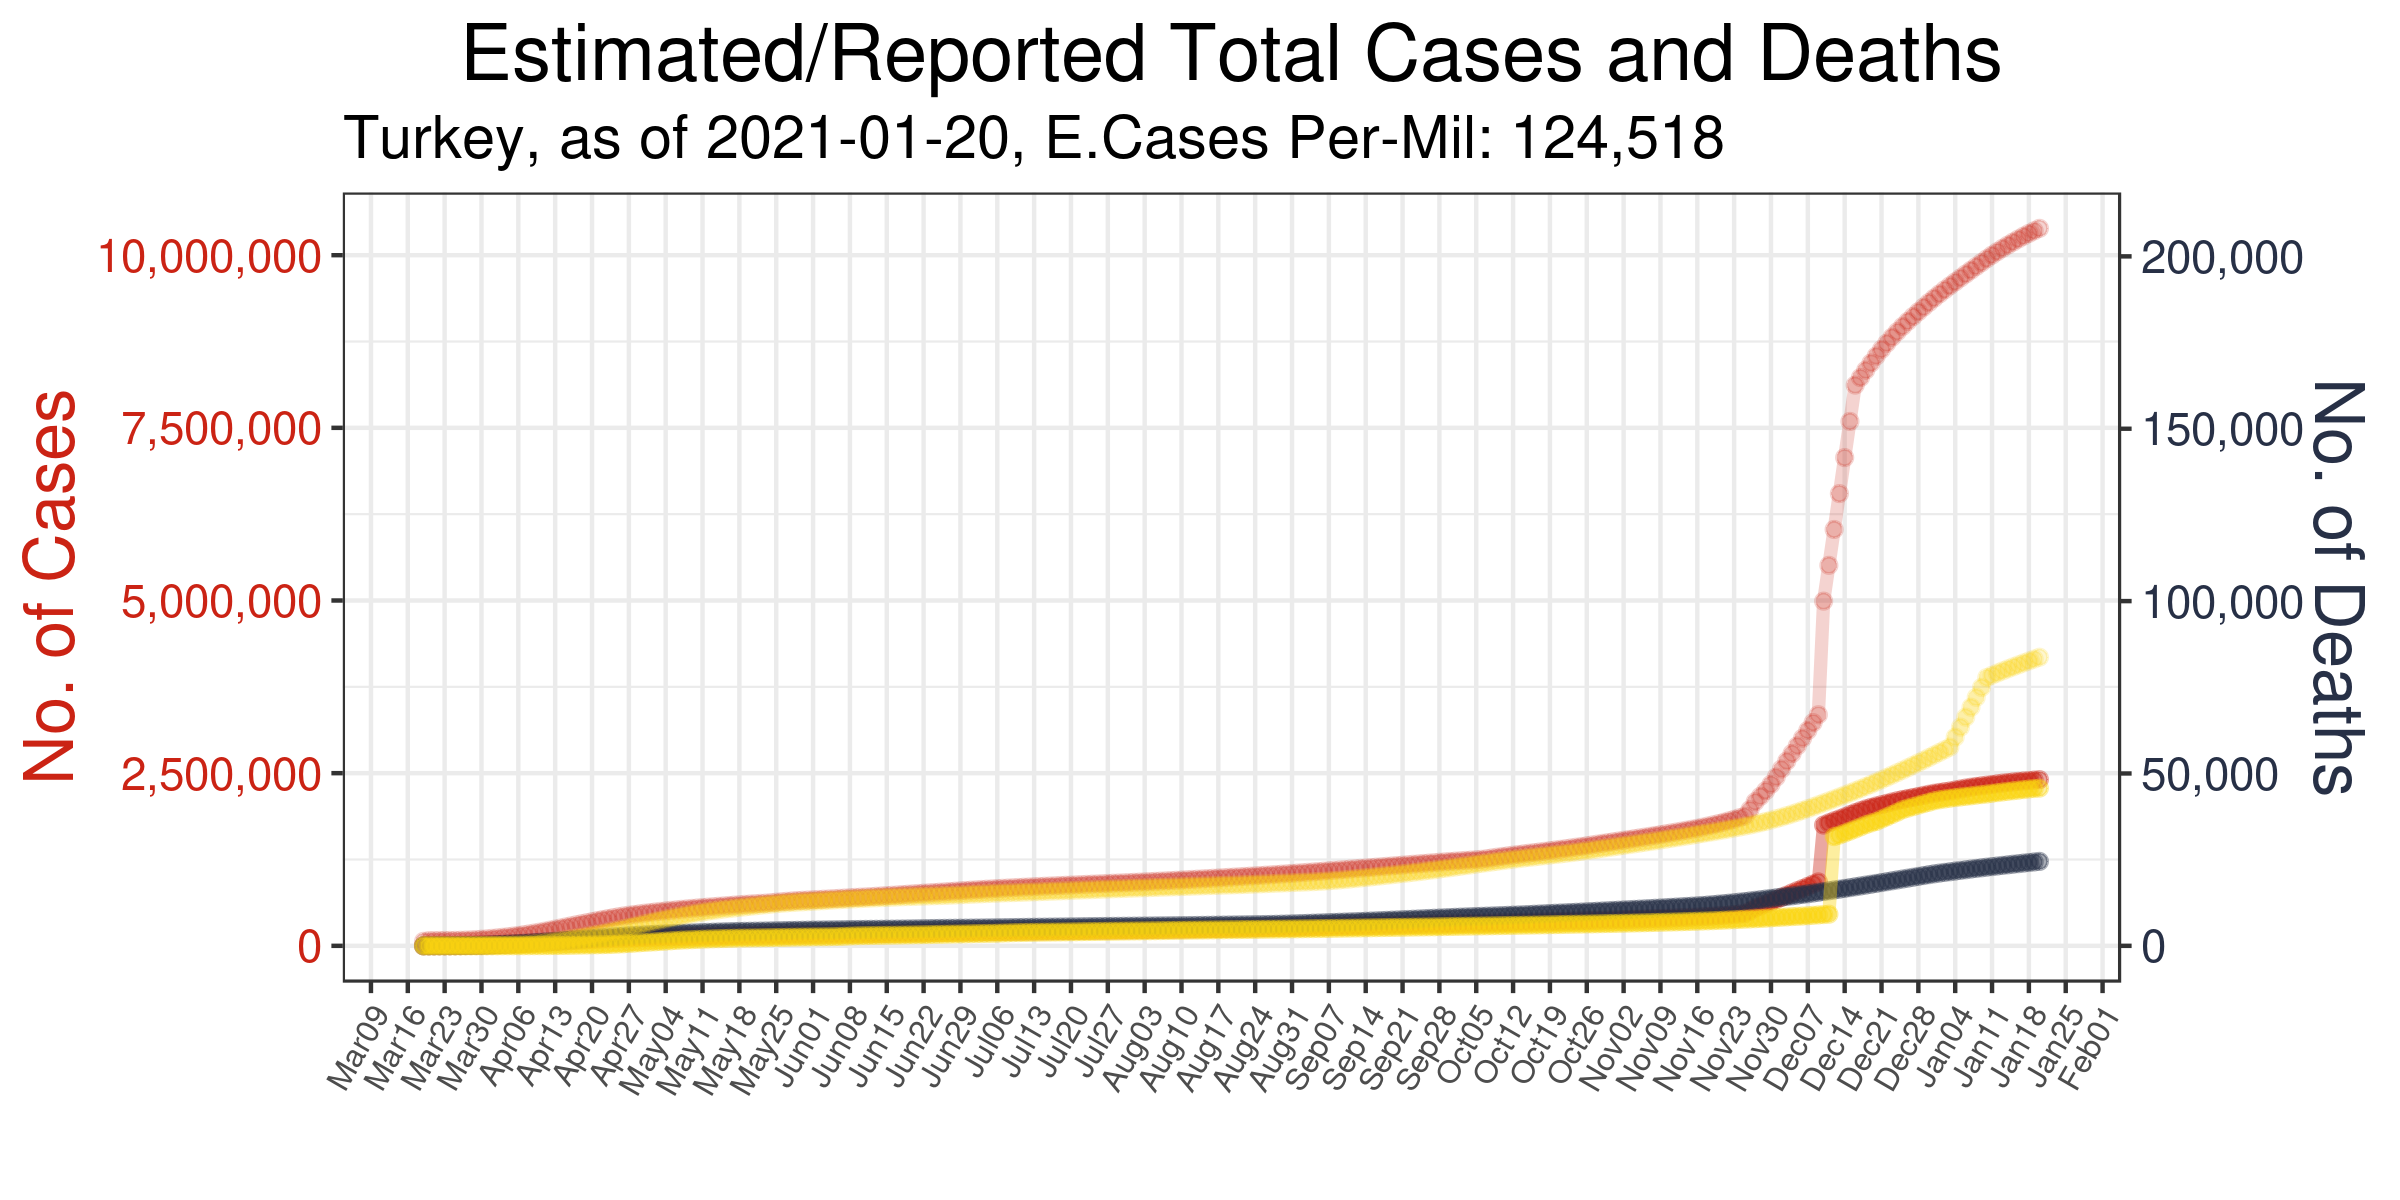 Estimated/Reported Total Cases and Deaths
Turkey, as of 2021-01-20, E.Cases Per-Mil: 124,518
No. of Cases
10,000,000
7,500,000
5,000,000
2,500,000
0
200,000
150,000
100,000
50,000
0
No. of Deaths
Mar09
Mar16
Mar23
Mar30
Apr06
Apr13
Apr20
Apr27
May04
May11
May18
May25
Jun01
Jun08
Jun15
Jun22
Jun29
Jul06
Jul13
Jul20
Jul27
Aug03
Aug10
Aug17
Aug24
Aug31
Sep07
Sep14
Sep21
Sep28
Oct05
Oct12
Oct19
Oct26
Nov02
Nov09
Nov16
Nov23
Nov30
Dec07
Dec14
Dec21
Dec28
Jan04
Jan11
Jan18
Jan25
Feb01